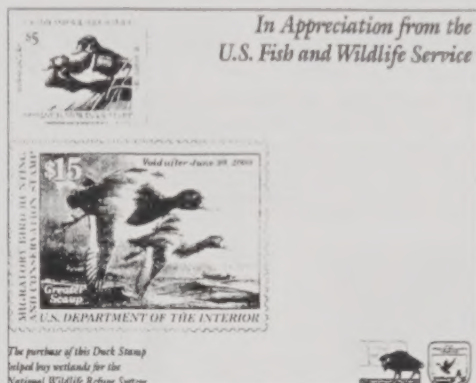 In Appreciation from the
U.S. Fish and Wildlife Service
$5
$15
Void after June 30,
MIGRATORY BIRD HUNTING
AND CONSERVATION STAMP
Greater
Scaup
U.S. DEPARTMENT OF THE INTERIOR
The purchase of this Duck Stamp
helped buy wetlands for the
National Wildlife Refuge System